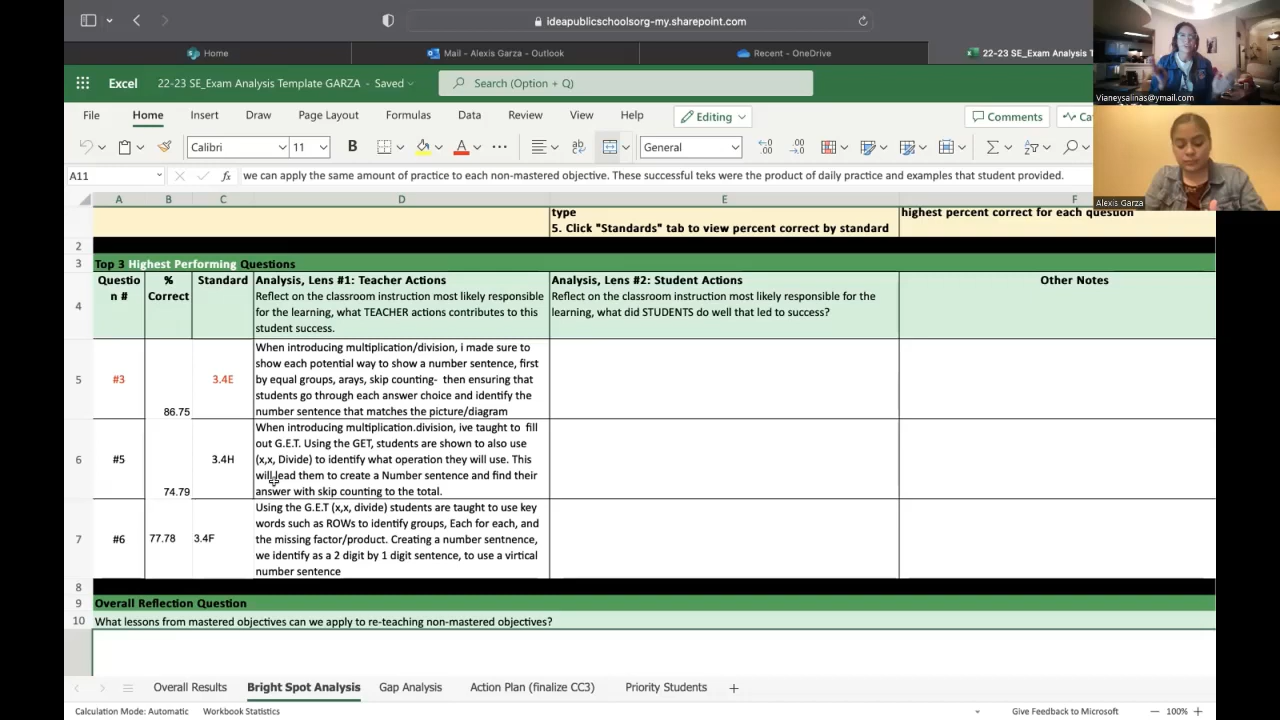 ideapublicschoolsorg-my.sharepoint.com
Home
Mail - Alexis Garza - Outlook
Recent - OneDrive
22-23 SE_Exam Analysis T
Vianeysalinas@ymail.com
Alexis Garza
Excel
22-23 SE_Exam Analysis Template GARZA - Saved
Search (Option + Q)
File Home Insert Draw Page Layout Formulas Data Review View Help Editing Comments Ca
Calibri 11 B A General
A11 fx we can apply the same amount of practice to each non-mastered objective. These successful teks were the product of daily practice and examples that student provided.
A B C D E F
type
5. Click "Standards" tab to view percent correct by standard
highest percent correct for each question
2
3 Top 3 Highest Performing Questions
4
Questio
n #
%
Correct
Standard
Analysis, Lens #1: Teacher Actions
Reflect on the classroom instruction most likely responsible
for the learning, what TEACHER actions contributes to this
student success.
Analysis, Lens #2: Student Actions
Reflect on the classroom instruction most likely responsible for the
learning, what did STUDENTS do well that led to success?
Other Notes
5 #3 86.75 3.4E
When introducing multiplication/division, i made sure to
show each potential way to show a number sentence, first
by equal groups, arays, skip counting- then ensuring that
students go through each answer choice and identify the
number sentence that matches the picture/diagram
6 #5 74.79 3.4H
When introducing multiplication.division, ive taught to fill
out G.E.T. Using the GET, students are shown to also use
(x,x, Divide) to identify what operation they will use. This
will lead them to create a Number sentence and find their
answer with skip counting to the total.
7 #6 77.78 3.4F
Using the G.E.T (x,x, divide) students are taught to use key
words such as ROWs to identify groups, Each for each, and
the missing factor/product. Creating a number sentnence,
we identify as a 2 digit by 1 digit sentence, to use a virtical
number sentence
8
9 Overall Reflection Question
10 What lessons from mastered objectives can we apply to re-teaching non-mastered objectives?
Overall Results Bright Spot Analysis Gap Analysis Action Plan (finalize CC3) Priority Students +
Calculation Mode: Automatic Workbook Statistics Give Feedback to Microsoft — 100% +